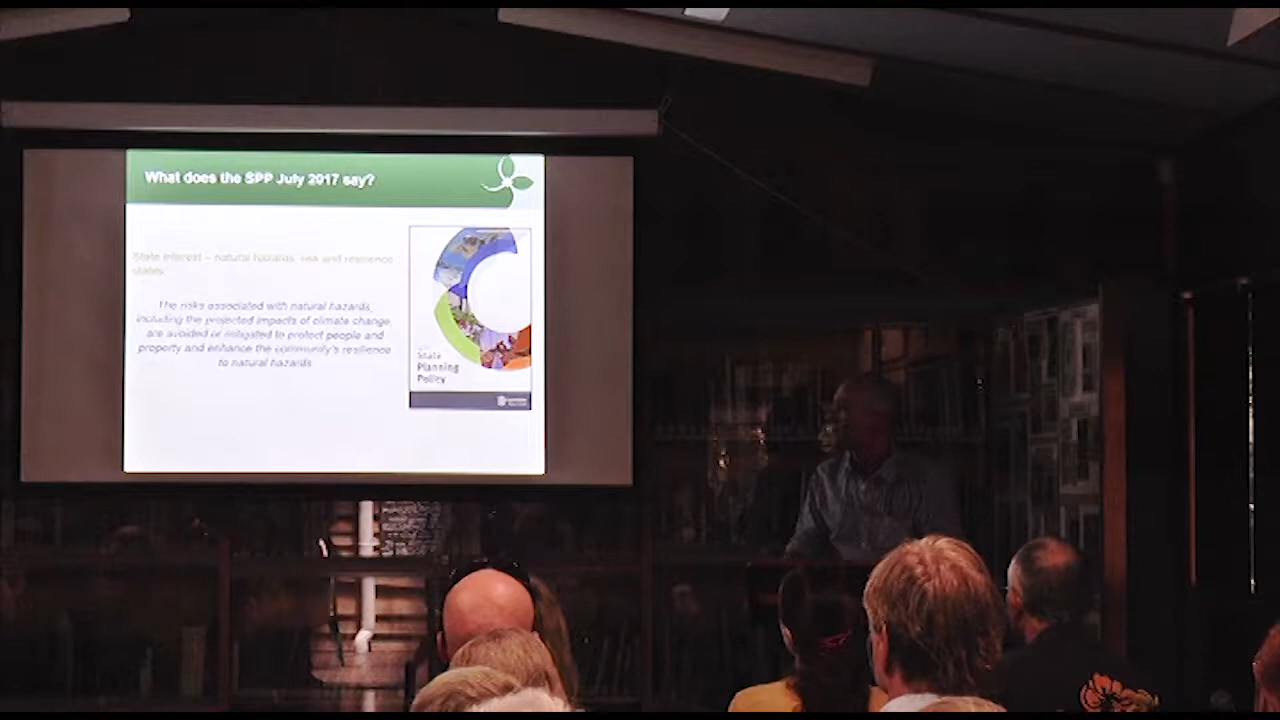 What does the SPP July 2017 say?
State interest – natural hazards, risk and resilience
states:
The risks associated with natural hazards,
including the projected impacts of climate change
are avoided or mitigated to protect people and
property and enhance the community's resilience
to natural hazards
State
Planning
Policy